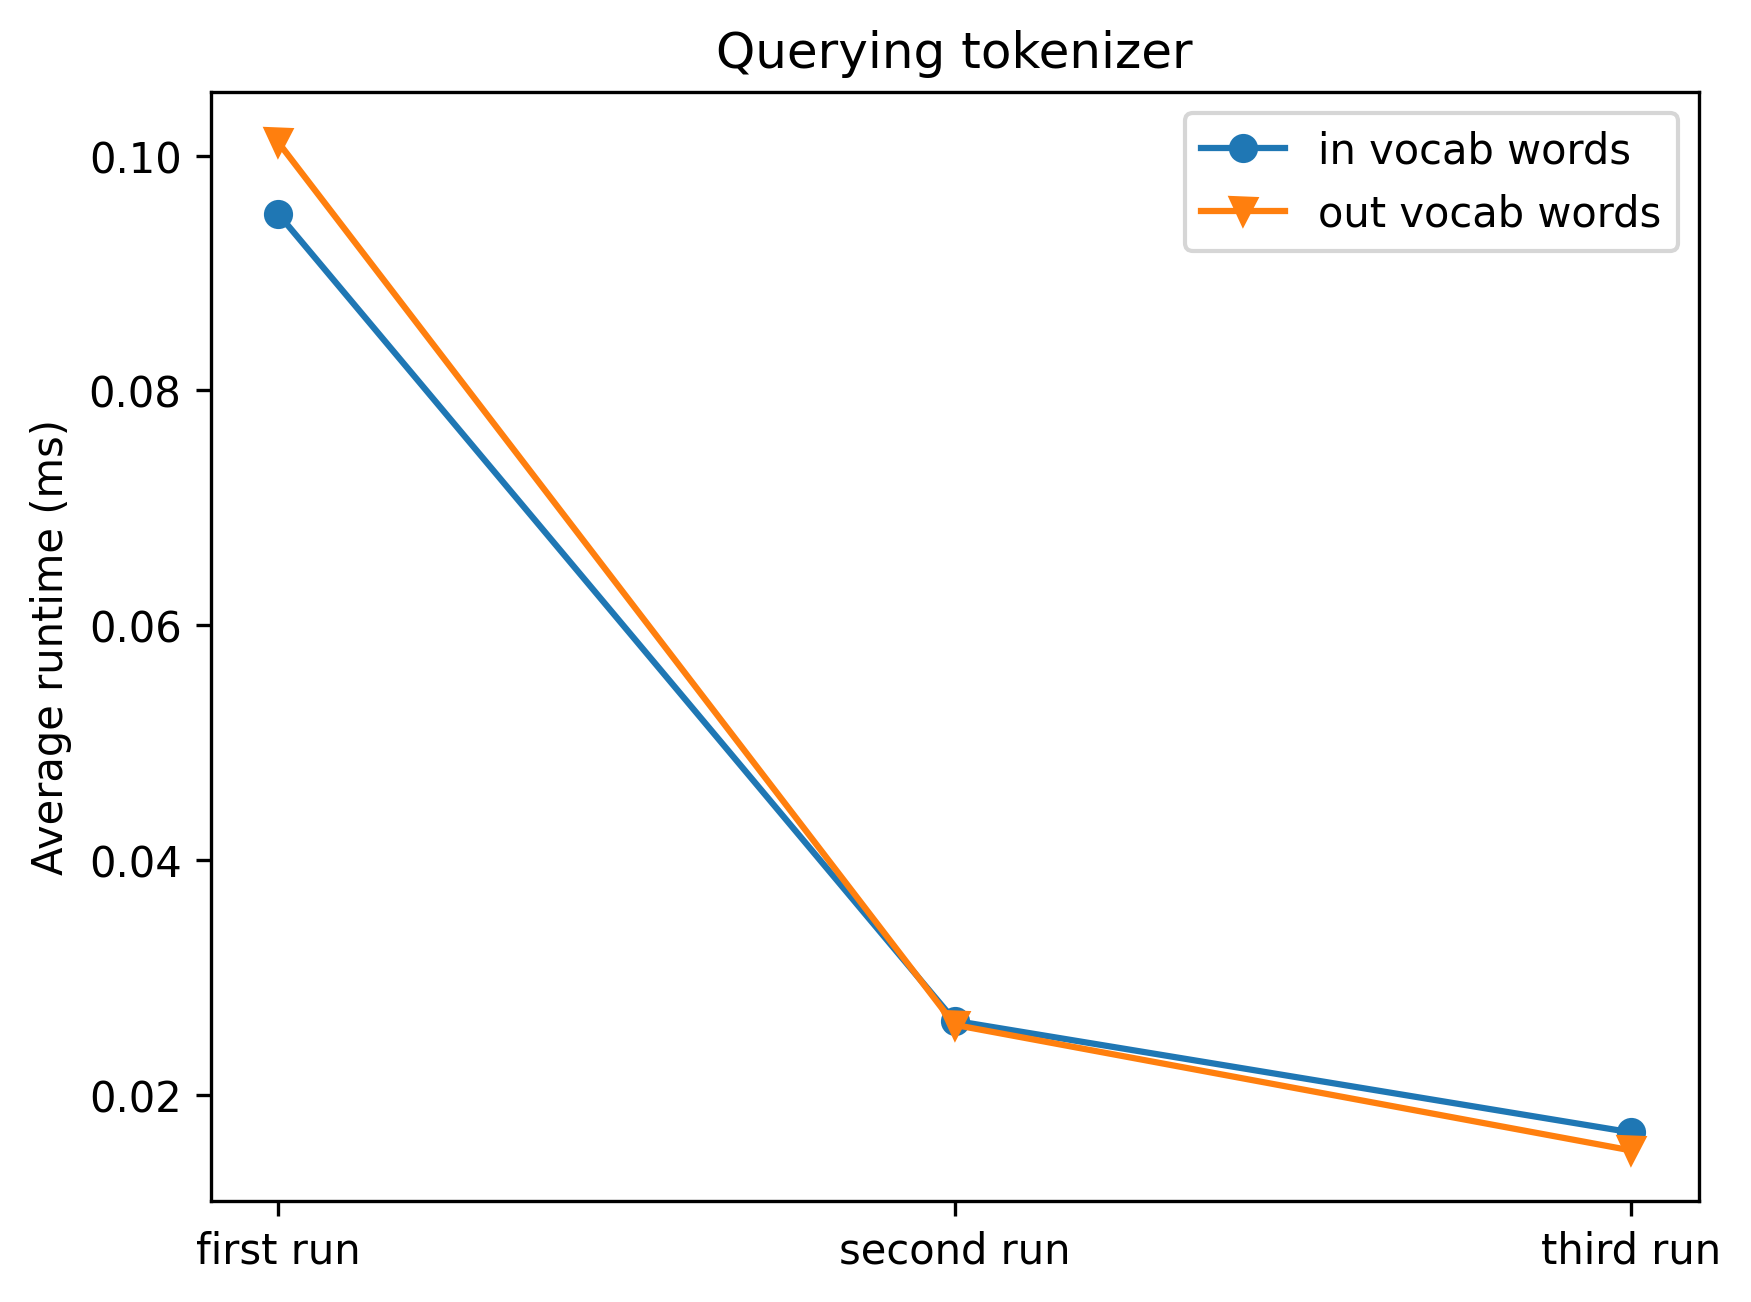 Querying tokenizer
in vocab words
out vocab words
Average runtime (ms)
0.10
0.08
0.06
0.04
0.02
first run
second run
third run